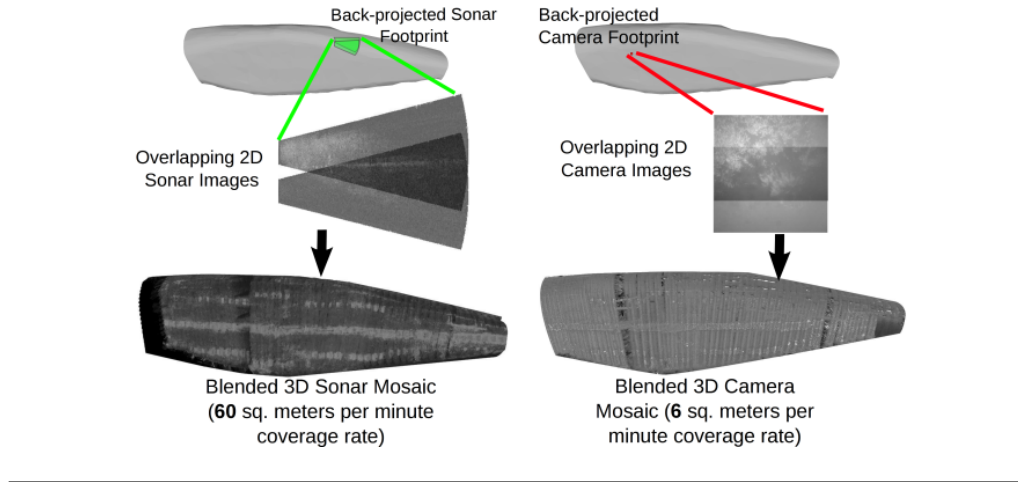 Back-projected Sonar
Footprint
Overlapping 2D
Sonar Images
Blended 3D Sonar Mosaic
(60 sq. meters per minute
coverage rate)
Back-projected
Camera Footprint
Overlapping 2D
Camera Images
Blended 3D Camera
Mosaic (6 sq. meters per
minute coverage rate)